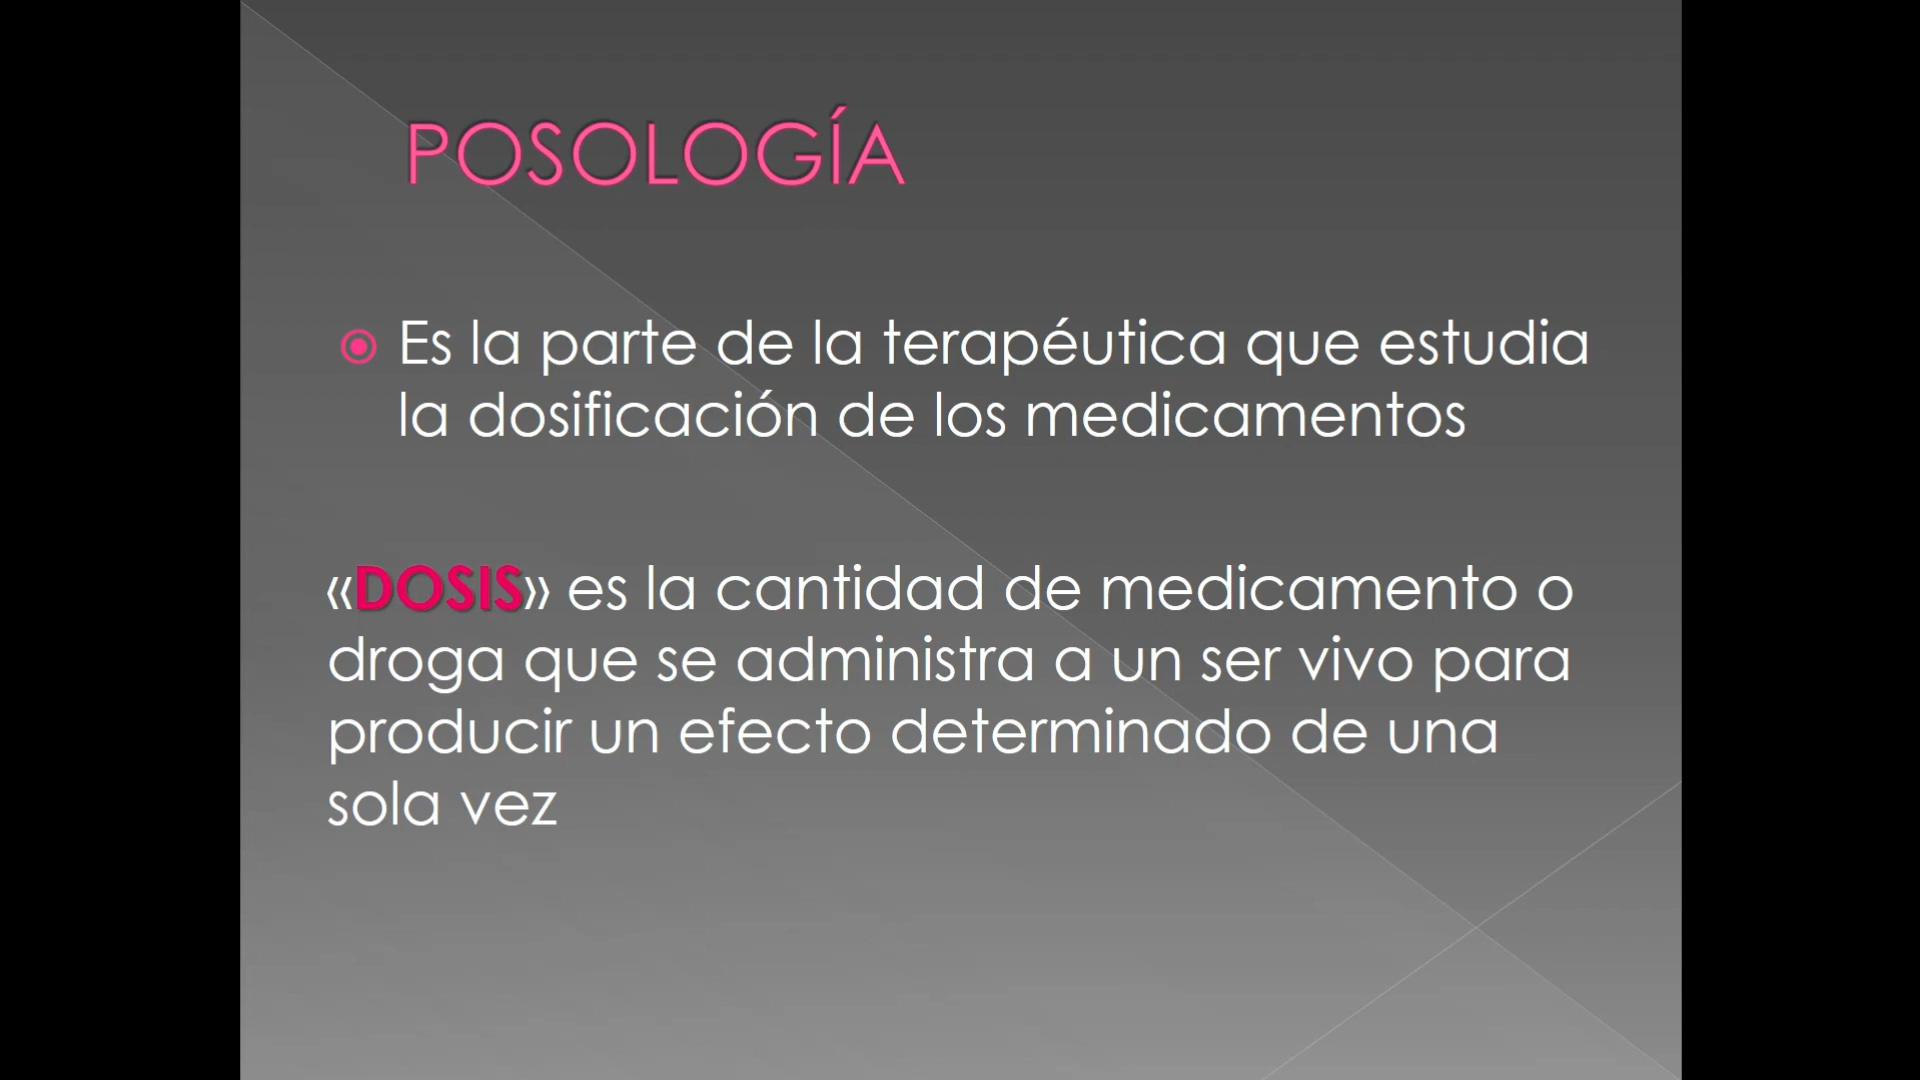 POSOLOGÍA
Es la parte de la terapéutica que estudia
la dosificación de los medicamentos
«DOSIS» es la cantidad de medicamento o
droga que se administra a un ser vivo para
producir un efecto determinado de una
sola vez